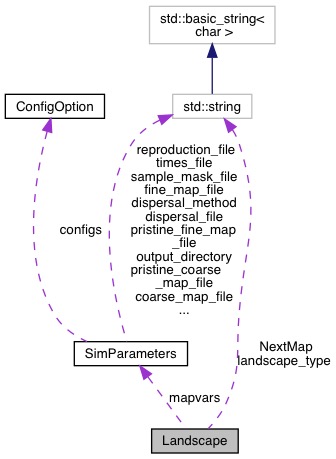 std::basic_string<
char >
ConfigOption
std::string
reproduction_file
times_file
sample_mask_file
fine_map_file
dispersal_method
dispersal_file
pristine_fine_map
_file
output_directory
pristine_coarse
_map_file
coarse_map_file
...
configs
SimParameters
NextMap
landscape_type
mapvars
Landscape